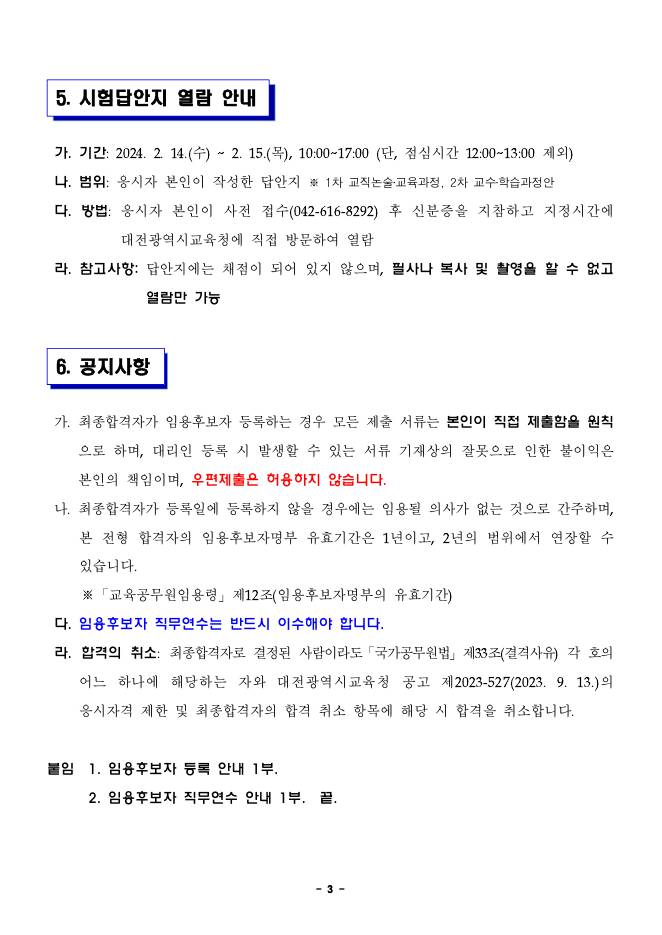 5. 시험답안지 열람 안내
가. 기간: 2024. 2. 14.(수) ~ 2. 15.(목), 10:00~17:00 (단, 점심시간 12:00~13:00 제외)
나. 범위: 응시자 본인이 작성한 답안지 ※ 1차 교직논술·교육과정, 2차 교수·학습과정안
다. 방법: 응시자 본인이 사전 접수(042-616-8292) 후 신분증을 지참하고 지정시간에
대전광역시교육청에 직접 방문하여 열람
라. 참고사항: 답안지에는 채점이 되어 있지 않으며, 필사나 복사 및 촬영을 할 수 없고
열람만 가능
6. 공지사항
가. 최종합격자가 임용후보자 등록하는 경우 모든 제출 서류는 본인이 직접 제출함을 원칙
으로 하며, 대리인 등록 시 발생할 수 있는 서류 기재상의 잘못으로 인한 불이익은
본인의 책임이며, 우편제출은 허용하지 않습니다.
나. 최종합격자가 등록일에 등록하지 않을 경우에는 임용될 의사가 없는 것으로 간주하며,
본 전형 합격자의 임용후보자명부 유효기간은 1년이고, 2년의 범위에서 연장할 수
있습니다.
※「교육공무원임용령」제12조(임용후보자명부의 유효기간)
다. 임용후보자 직무연수는 반드시 이수해야 합니다.
라. 합격의 취소: 최종합격자로 결정된 사람이라도「국가공무원법」제33조(결격사유) 각 호의
어느 하나에 해당하는 자와 대전광역시교육청 공고 제2023-527(2023. 9. 13.)의
응시자격 제한 및 최종합격자의 합격 취소 항목에 해당 시 합격을 취소합니다.
붙임 1. 임용후보자 등록 안내 1부.
2. 임용후보자 직무연수 안내 1부. 끝.
- 3 -